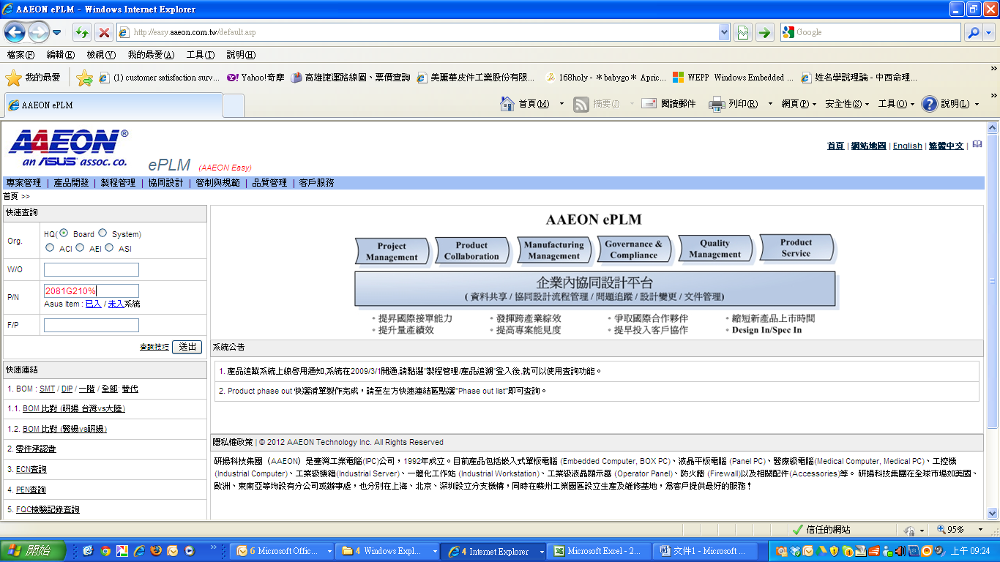 AAEON ePLM - Windows Internet Explorer
http://easy.aaeon.com.tw/default.asp
Google
檔案(F) 編輯(E) 檢視(V) 我的最愛(A) 工具(T) 說明(H)
我的最愛 (1) customer satisfaction surv... Yahoo!奇摩 高雄捷運路線圖、票價查詢 美麗華皮件工業股份有限... 168holy - ＊babygo＊ Apric... WEPP Windows Embedded ... 姓名學說理論 - 中西命理...
AAEON ePLM
首頁(M) 摘要(J) 閱讀郵件 列印(R) 網頁(P) 安全性(S) 工具(O) 說明(L)
AAEON®
an ASUS assoc. co.
ePLM (AAEON Easy)
首頁 | 網站地圖 | English | 繁體中文 |
專案管理 | 產品開發 | 製程管理 | 協同設計 | 管制與規範 | 品質管理 | 客戶服務
首頁 >>
快速查詢
Org.
HQ( Board System)
ACI AEI ASI
W/O
P/N
2081G210%
Asus Item : 已入 / 未入系統
F/P
查詢技巧 送出
快速連結
1. BOM : SMT / DIP / 一階 / 全部: 替代
1.1. BOM 比對 (研揚 台灣vs大陸)
1.2. BOM 比對 (醫揚vs研揚)
2. 零件承認書
3. ECN查詢
4. PEN查詢
5. FQC檢驗記錄查詢
AAEON ePLM
Project Management
Product Collaboration
Manufacturing Management
Governance & Compliance
Quality Management
Product Service
企業內協同設計平台
( 資料共享 / 協同設計流程管理 / 問題追蹤 / 設計變更 / 文件管理)
◦提昇國際接單能力 ◦發揮跨產業綜效 ◦爭取國際合作夥伴 ◦縮短新產品上市時間
◦提升量產績效 ◦提高專案能見度 ◦提早投入客戶協作 ◦Design In/Spec In
系統公告
1. 產品追蹤系統上線啓用通知,系統在2009/3/1開通,請點選"製程管理/產品追溯"登入後,就可以使用查詢功能。
2. Product phase out 快選清單製作完成，請至左方快速連結區點選"Phase out list"即可查詢。
隱私權政策 | © 2012 AAEON Technology Inc. All Rights Reserved
研揚科技集團（AAEON）是臺灣工業電腦(IPC)公司，1992年成立。目前產品包括嵌入式單板電腦 (Embedded Computer, BOX PC)、液晶平板電腦 (Panel PC)、醫療級電腦(Medical Computer, Medical PC)、工控機
(Industrial Computer)、工業級機箱(Industrial Server)、一體化工作站 (Industrial Workstation)、工業級液晶顯示器 (Operator Panel)、防火牆 (Firewall)以及相關配件(Accessories)等。 研揚科技集團在全球市場如美國、
歐洲、東南亞等均設有分公司或辦事處，也分別在上海、北京、深圳設立分支機構，同時在蘇州工業園區設立生產及維修基地，爲客戶提供最好的服務！
信任的網站 95%
開始 6 Microsoft Offic... 4 Windows Expl... 4 Internet Explorer Microsoft Excel - 2... 文件1 - Microsoft ... 上午 09:24